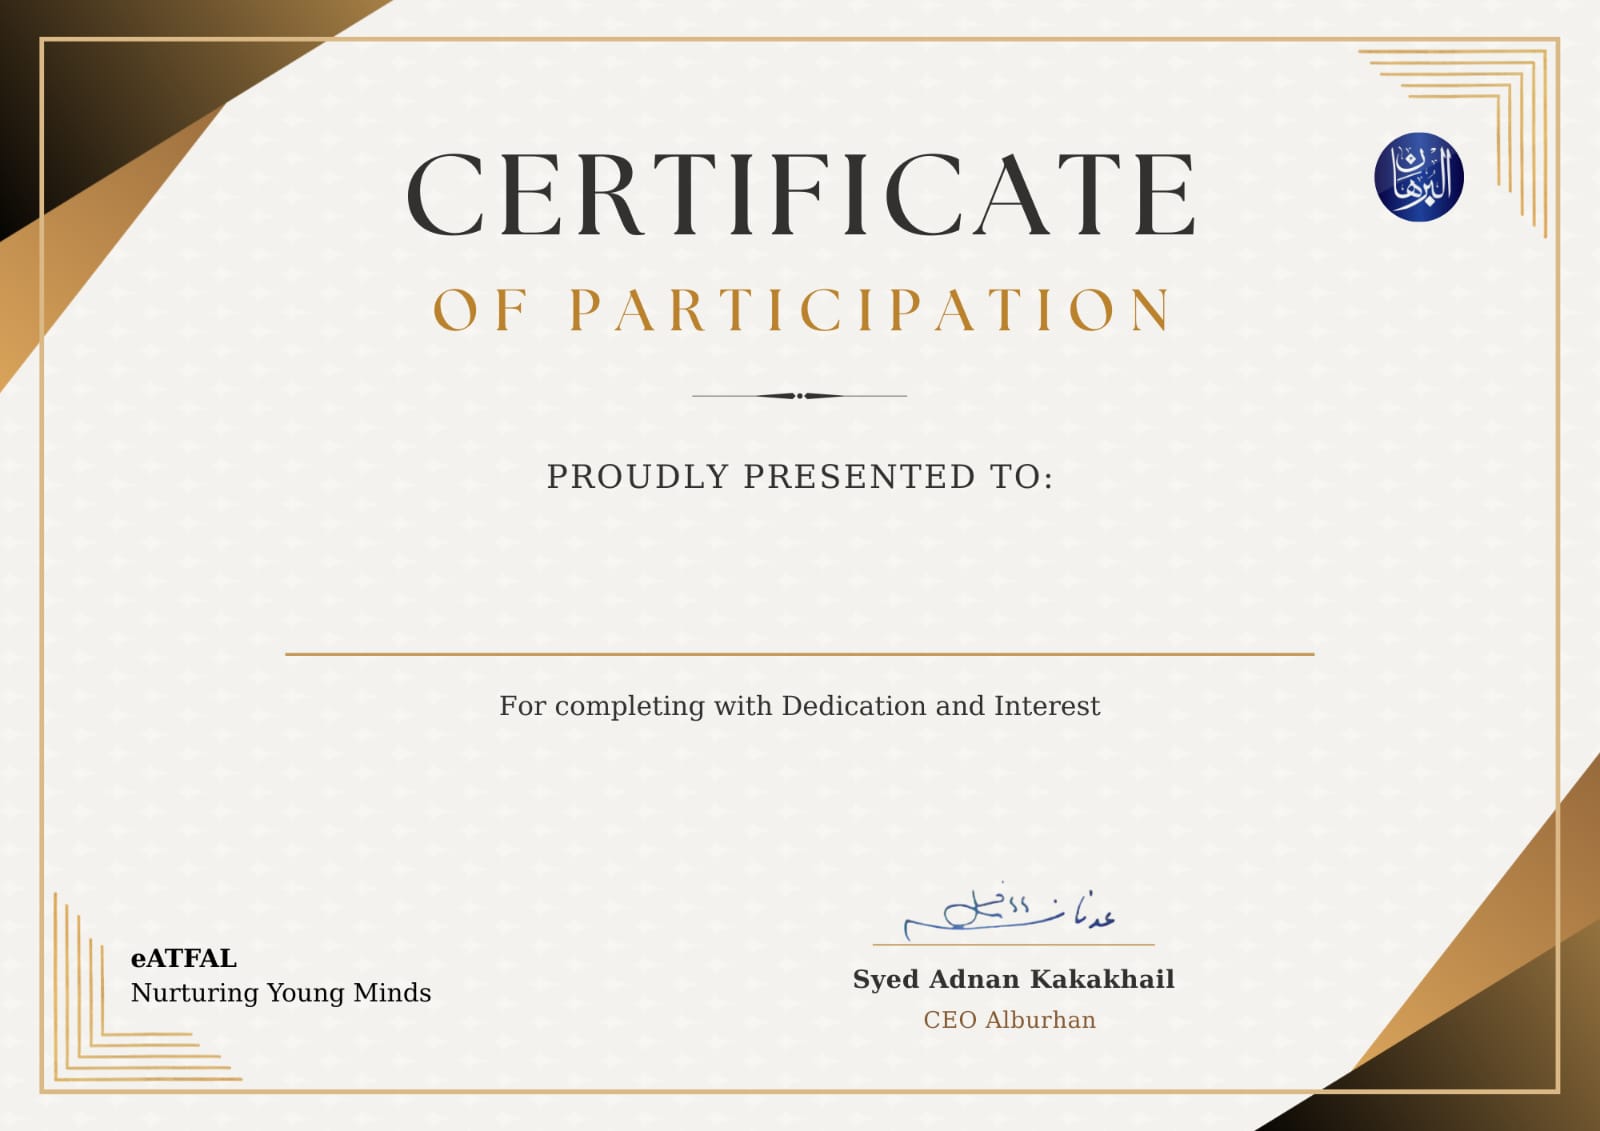 CERTIFICATE
البرهان
OF PARTICIPATION
PROUDLY PRESENTED TO:
For completing with Dedication and Interest
عدنان کاکاخیل
eATFAL
Nurturing Young Minds
Syed Adnan Kakakhail
CEO Alburhan